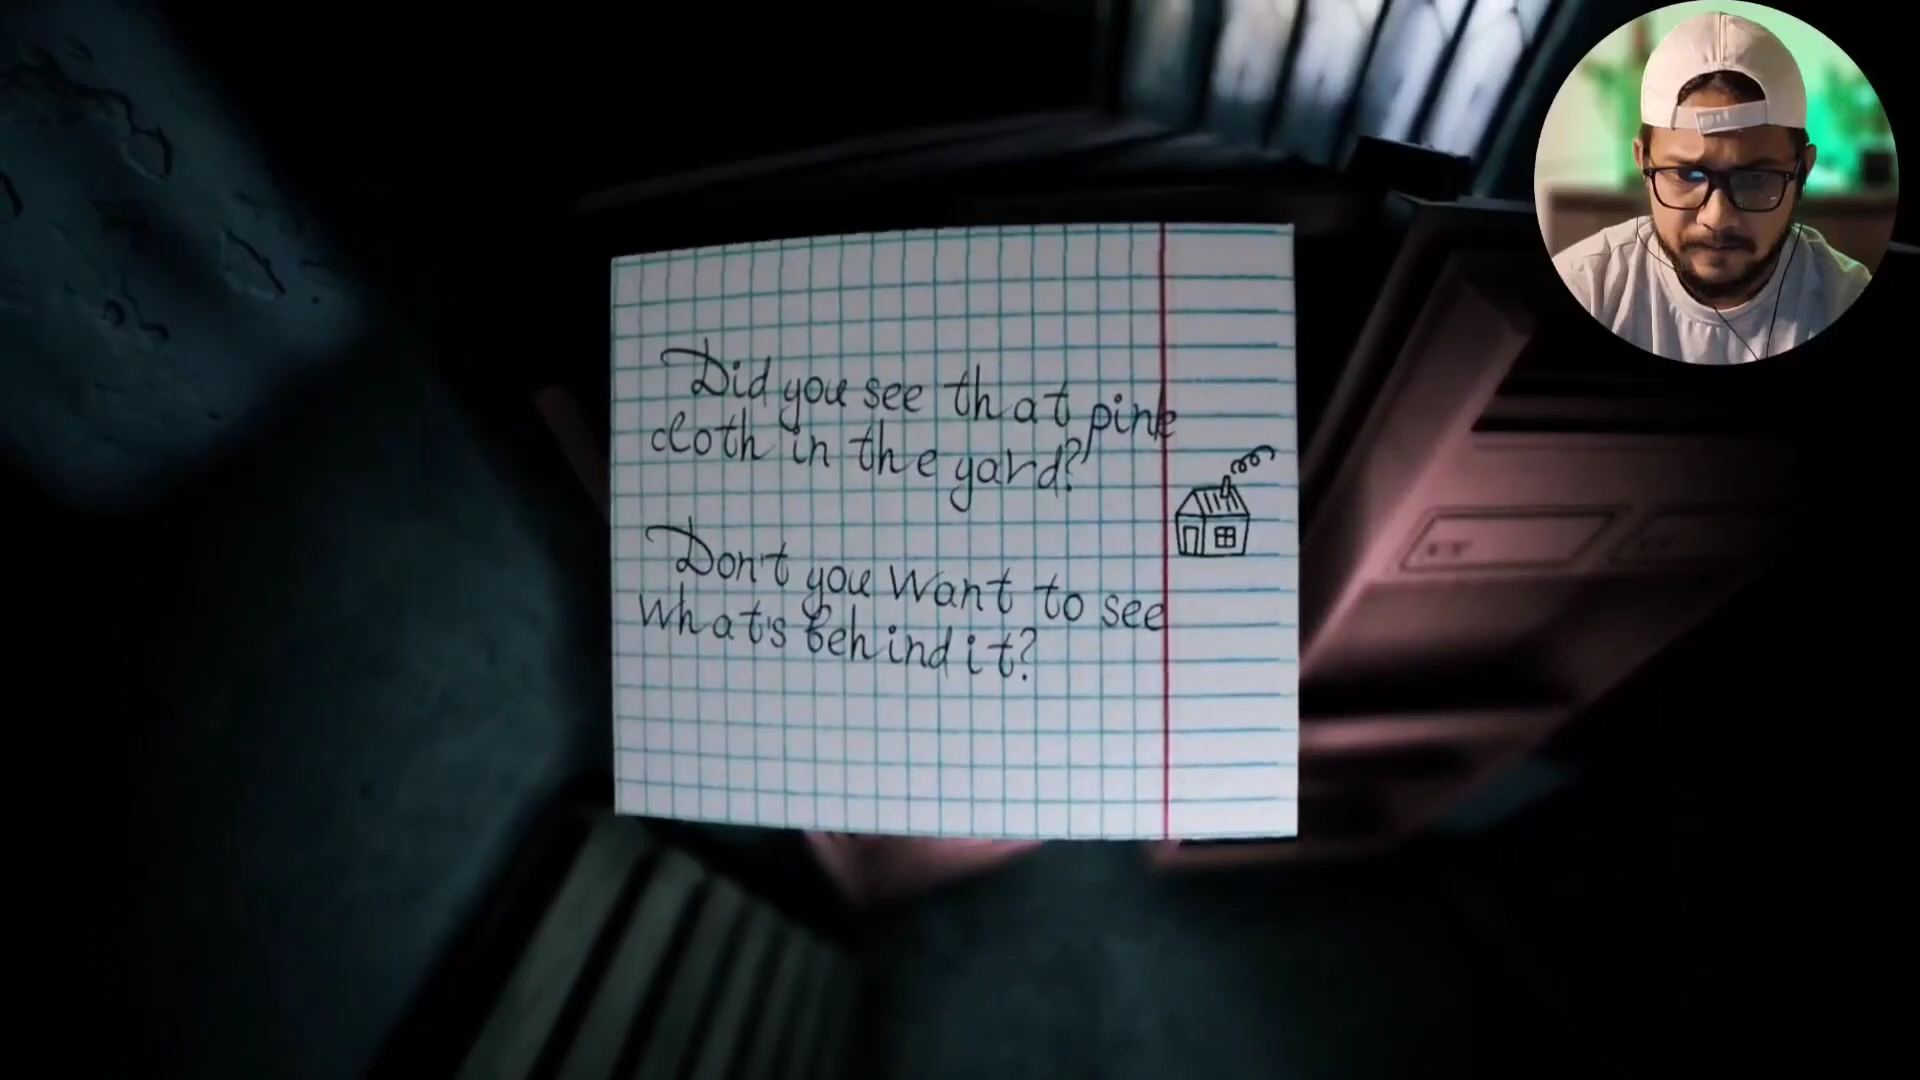 Did you see that pink
cloth in the yard?
Don't you want to see
what's behind it?